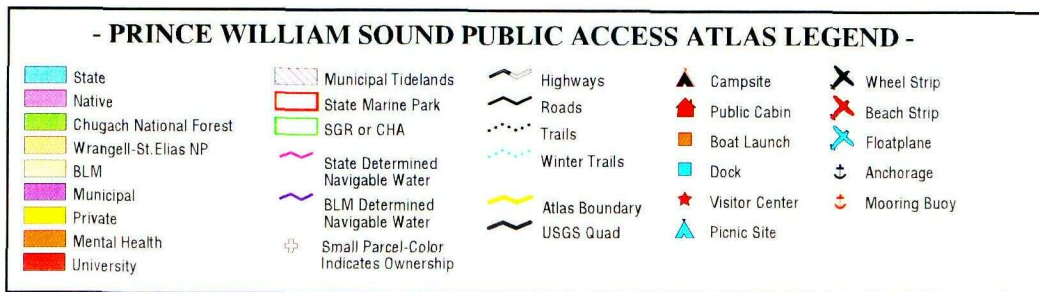 - PRINCE WILLIAM SOUND PUBLIC ACCESS ATLAS LEGEND -
State
Native
Chugach National Forest
Wrangell-St.Elias NP
BLM
Municipal
Private
Mental Health
University
Municipal Tidelands
State Marine Park
SGR or CHA
State Determined
Navigable Water
BLM Determined
Navigable Water
Small Parcel-Color
Indicates Ownership
Highways
Roads
Trails
Winter Trails
Atlas Boundary
USGS Quad
Campsite
Public Cabin
Boat Launch
Dock
Visitor Center
Picnic Site
Wheel Strip
Beach Strip
Floatplane
Anchorage
Mooring Buoy